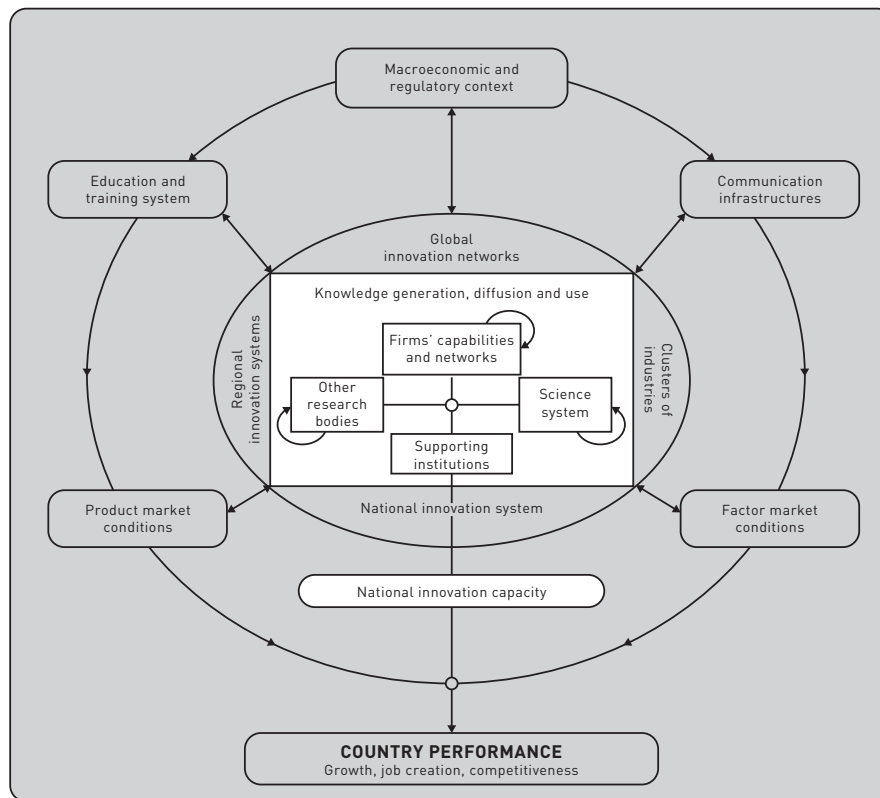 Macroeconomic and
regulatory context
Education and
training system
Communication
infrastructures
Global
innovation networks
Knowledge generation, diffusion and use
Regional
innovation systems
Firms’ capabilities
and networks
Clusters of
industries
Other
research
bodies
Science
system
Supporting
institutions
Product market
conditions
National innovation system
Factor market
conditions
National innovation capacity
COUNTRY PERFORMANCE
Growth, job creation, competitiveness